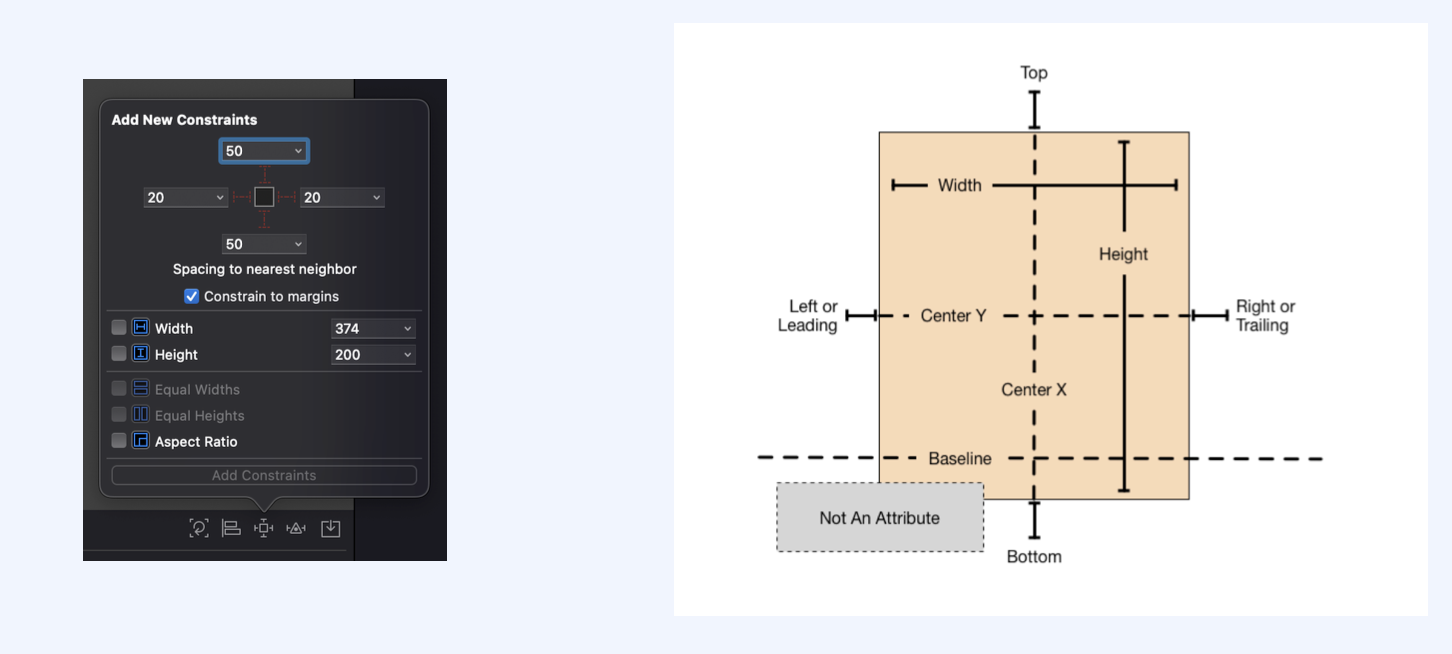 Add New Constraints
50
20
20
50
Spacing to nearest neighbor
Constrain to margins
Width 374
Height 200
Equal Widths
Equal Heights
Aspect Ratio
Add Constraints
Top
Width
Height
Left or
Leading
Center Y
Right or
Trailing
Center X
Baseline
Not An Attribute
Bottom